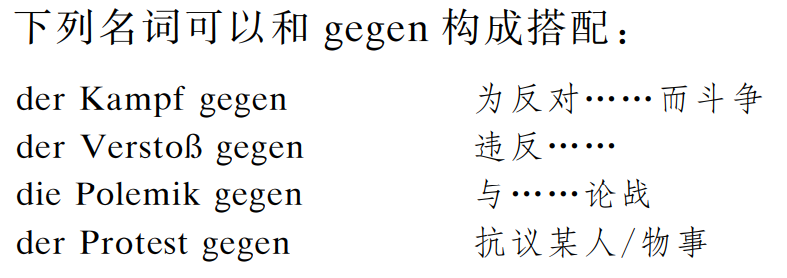 下列名词可以和 gegen 构成搭配：
der Kampf gegen 为反对……而斗争
der Verstoß gegen 违反……
die Polemik gegen 与……论战
der Protest gegen 抗议某人/物事